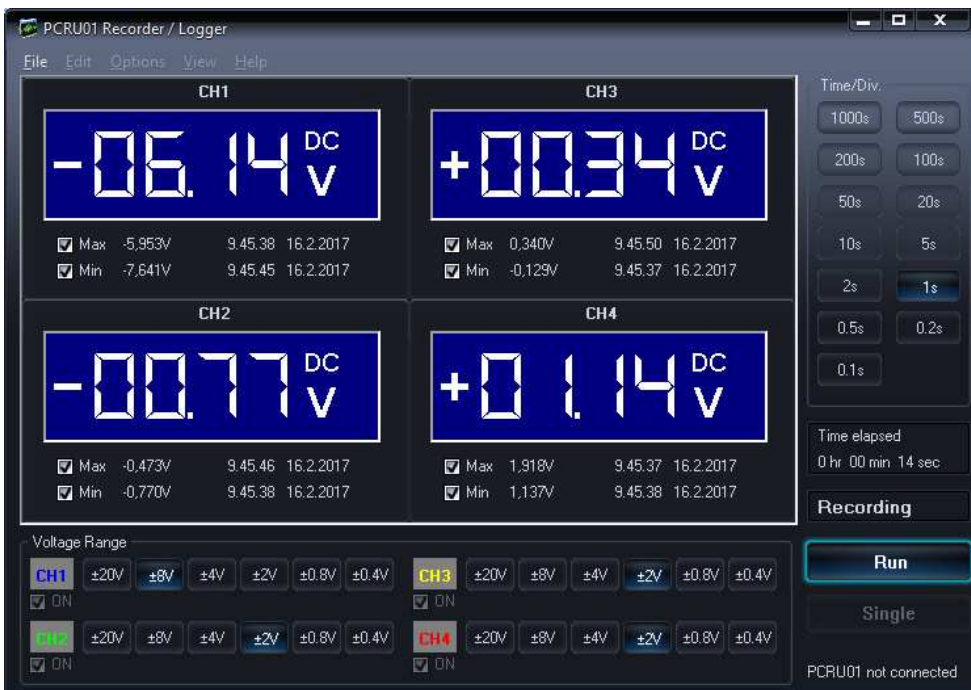 PCRU01 Recorder / Logger
File Edit Options View Help
CH1
-06.14 DC V
Max -5,953V 9.45.38 16.2.2017
Min -7,641V 9.45.45 16.2.2017
CH3
+00.34 DC V
Max 0,340V 9.45.50 16.2.2017
Min -0,129V 9.45.37 16.2.2017
CH2
-00.77 DC V
Max -0,473V 9.45.46 16.2.2017
Min -0,770V 9.45.38 16.2.2017
CH4
+01.14 DC V
Max 1,918V 9.45.37 16.2.2017
Min 1,137V 9.45.38 16.2.2017
Time/Div.
1000s 500s
200s 100s
50s 20s
10s 5s
2s 1s
0.5s 0.2s
0.1s
Time elapsed
0 hr 00 min 14 sec
Recording
Run
Single
PCRU01 not connected
Voltage Range
CH1 ±20V ±8V ±4V ±2V ±0.8V ±0.4V
ON
CH3 ±20V ±8V ±4V ±2V ±0.8V ±0.4V
ON
CH2 ±20V ±8V ±4V ±2V ±0.8V ±0.4V
ON
CH4 ±20V ±8V ±4V ±2V ±0.8V ±0.4V
ON